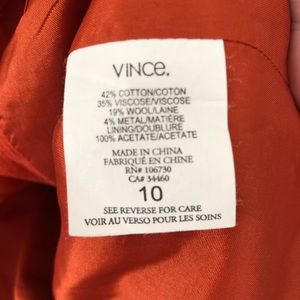 VINCE.
42% COTTON/COTON
35% VISCOSE/VISCOSE
19% WOOL/LAINE
4% METAL/MATIÈRE
LINING/DOUBLURE
100% ACETATE/ACETATE
MADE IN CHINA
FABRIQUÉ EN CHINE
RN# 106730
CA# 34460
10
SEE REVERSE FOR CARE
VOIR AU VERSO POUR LES SOINS